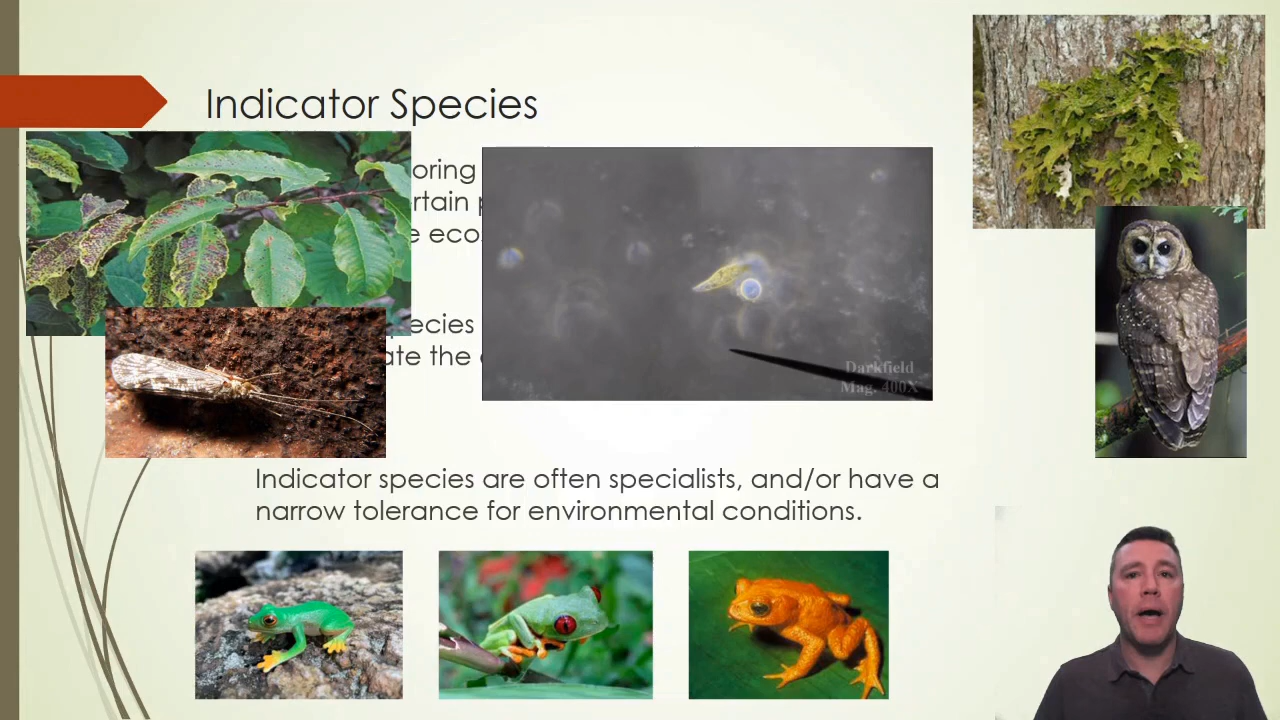 Indicator Species
oring
rtain
e eco
ecies
ate the
Indicator species are often specialists, and/or have a
narrow tolerance for environmental conditions.
Darkfield
Mag. 400X